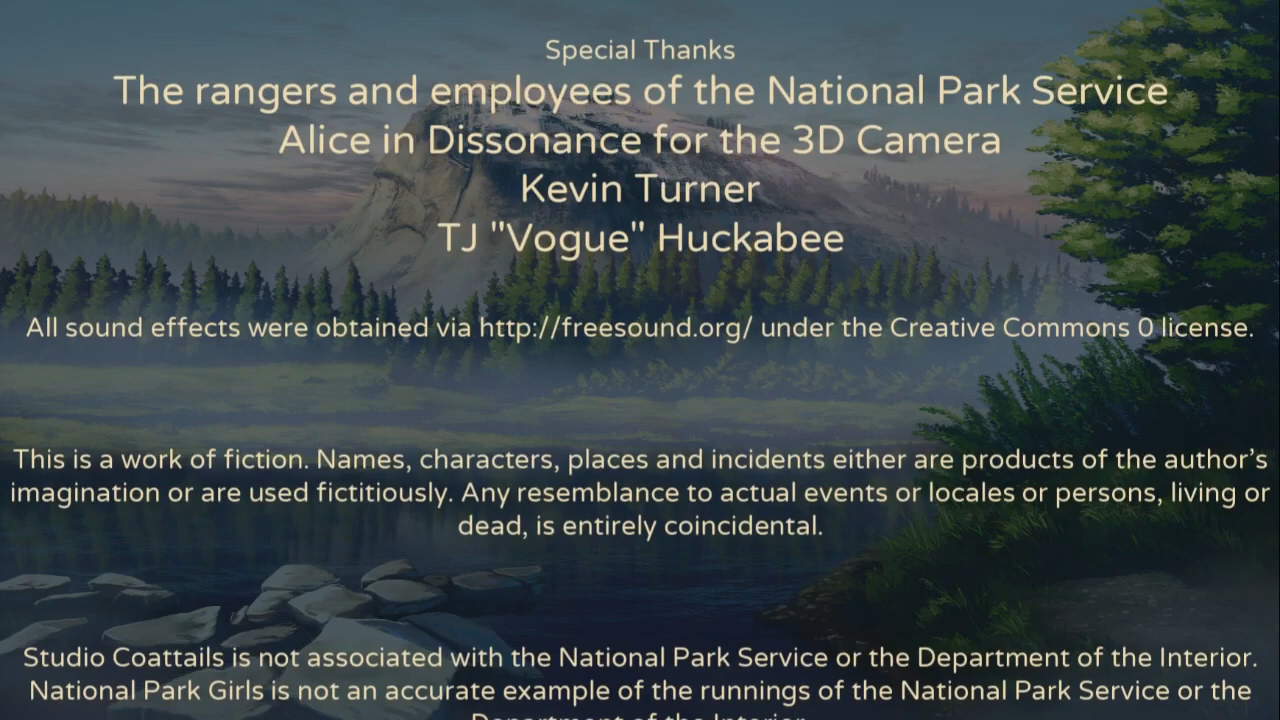 Special Thanks
The rangers and employees of the National Park Service
Alice in Dissonance for the 3D Camera
Kevin Turner
TJ "Vogue" Huckabee
All sound effects were obtained via http://freesound.org/ under the Creative Commons 0 license.
This is a work of fiction. Names, characters, places and incidents either are products of the author’s
imagination or are used fictitiously. Any resemblance to actual events or locales or persons, living or
dead, is entirely coincidental.
Studio Coattails is not associated with the National Park Service or the Department of the Interior.
National Park Girls is not an accurate example of the runnings of the National Park Service or the
Department of the Interior.